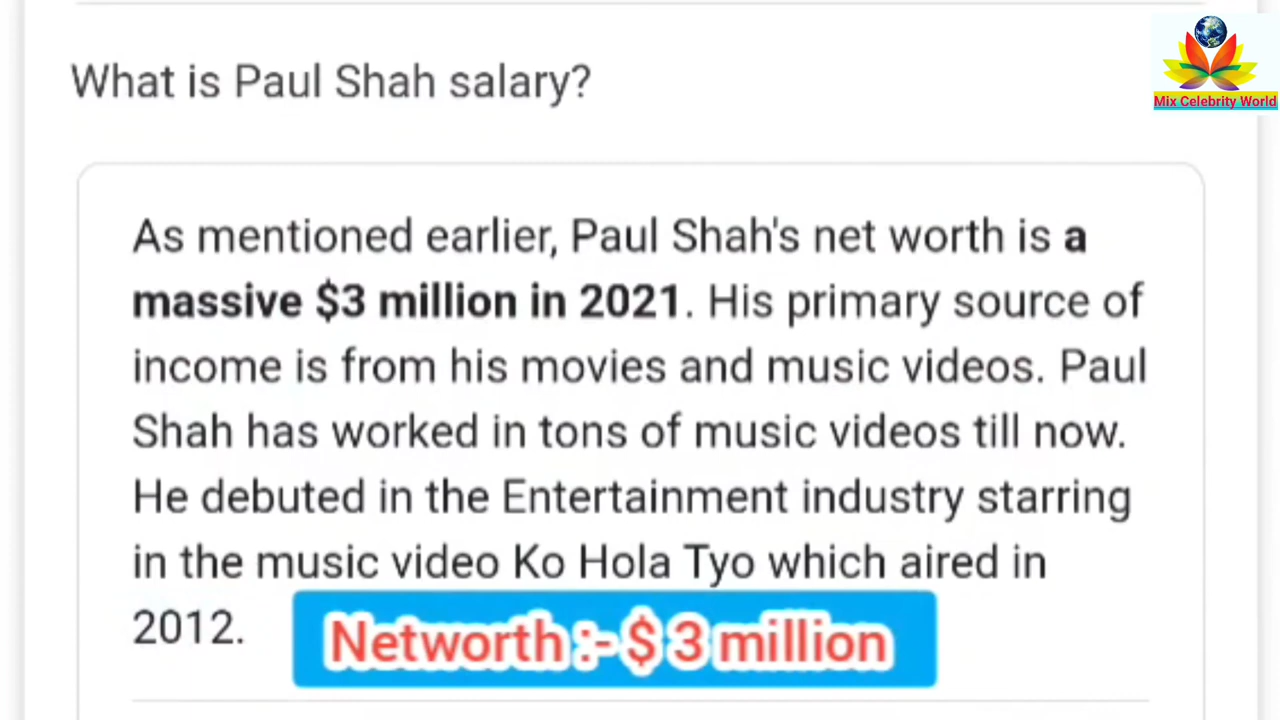 What is Paul Shah salary?
Mix Celebrity World
As mentioned earlier, Paul Shah's net worth is a
massive $3 million in 2021. His primary source of
income is from his movies and music videos. Paul
Shah has worked in tons of music videos till now.
He debuted in the Entertainment industry starring
in the music video Ko Hola Tyo which aired in
2012.
Networth :- $ 3 million